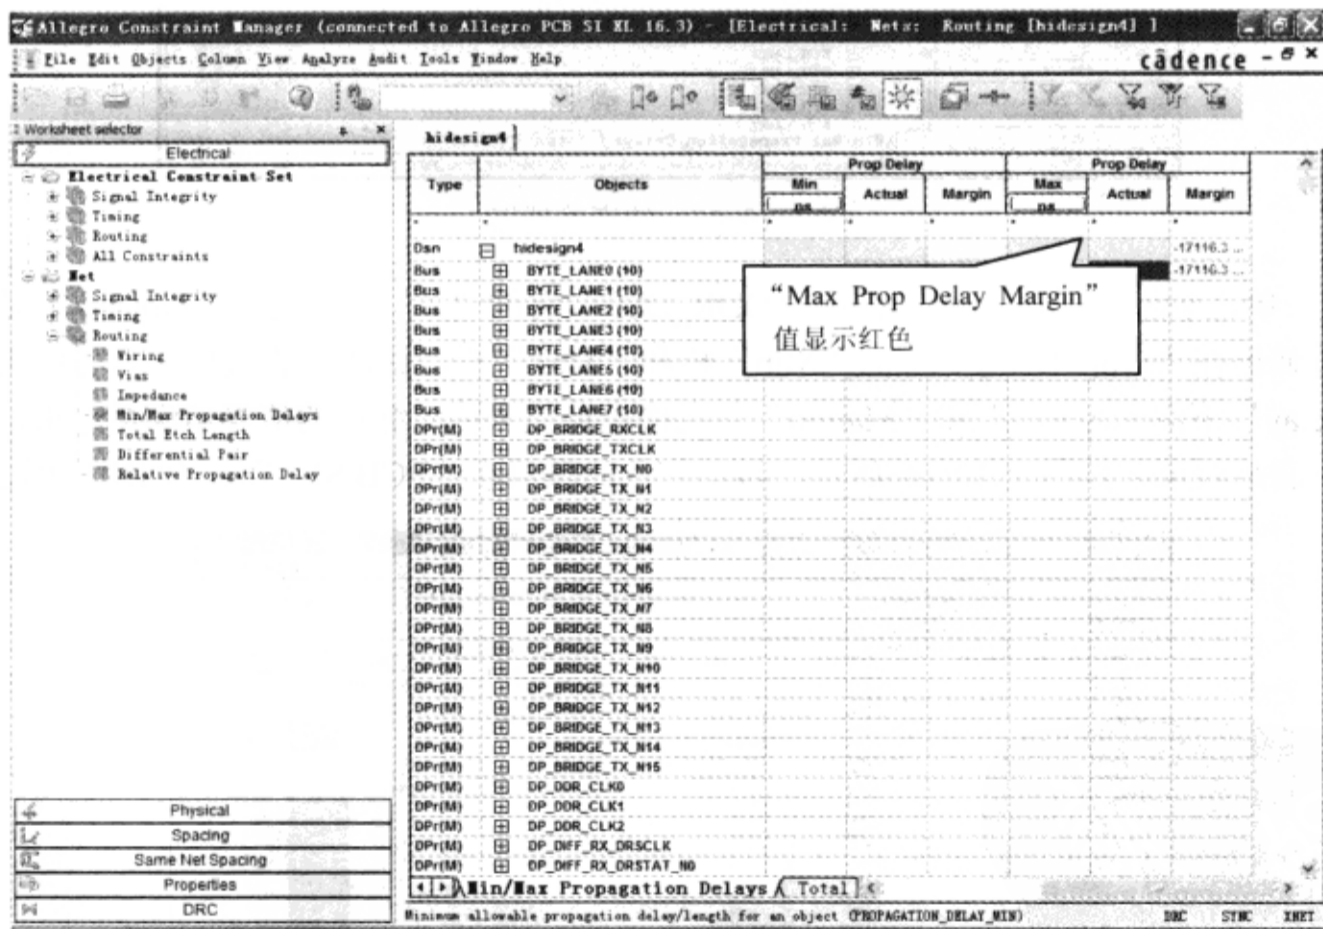 Allegro Constraint Manager (connected to Allegro PCB SI XL 16.3) - [Electrical: Nets: Routing [hidesign4] ]
File Edit Objects Column View Analyze Audit Tools Window Help
cādence
Worksheet selector
Electrical
Electrical Constraint Set
Signal Integrity
Timing
Routing
All Constraints
Net
Signal Integrity
Timing
Routing
Wiring
Vias
Impedance
Min/Max Propagation Delays
Total Etch Length
Differential Pair
Relative Propagation Delay
Physical
Spacing
Same Net Spacing
Properties
DRC
hidesign4
Prop Delay Prop Delay
Type Objects Min Actual Margin Max Actual Margin
ns ns
* * * * * * * *
Dsn hidesign4 -17116.3 ...
Bus BYTE_LANE0 (10) -17116.3 ...
Bus BYTE_LANE1 (10)
Bus BYTE_LANE2 (10)
Bus BYTE_LANE3 (10)
Bus BYTE_LANE4 (10)
Bus BYTE_LANE5 (10)
Bus BYTE_LANE6 (10)
Bus BYTE_LANE7 (10)
“Max Prop Delay Margin”
值显示红色
DPr(M) DP_BRIDGE_RXCLK
DPr(M) DP_BRIDGE_TXCLK
DPr(M) DP_BRIDGE_TX_N0
DPr(M) DP_BRIDGE_TX_N1
DPr(M) DP_BRIDGE_TX_N2
DPr(M) DP_BRIDGE_TX_N3
DPr(M) DP_BRIDGE_TX_N4
DPr(M) DP_BRIDGE_TX_N5
DPr(M) DP_BRIDGE_TX_N6
DPr(M) DP_BRIDGE_TX_N7
DPr(M) DP_BRIDGE_TX_N8
DPr(M) DP_BRIDGE_TX_N9
DPr(M) DP_BRIDGE_TX_N10
DPr(M) DP_BRIDGE_TX_N11
DPr(M) DP_BRIDGE_TX_N12
DPr(M) DP_BRIDGE_TX_N13
DPr(M) DP_BRIDGE_TX_N14
DPr(M) DP_BRIDGE_TX_N15
DPr(M) DP_DDR_CLK0
DPr(M) DP_DDR_CLK1
DPr(M) DP_DDR_CLK2
DPr(M) DP_DIFF_RX_DRSCLK
DPr(M) DP_DIFF_RX_DRSTAT_N0
Min/Max Propagation Delays Total
Minimum allowable propagation delay/length for an object (PROPAGATION_DELAY_MIN) DRC SYNC XNET